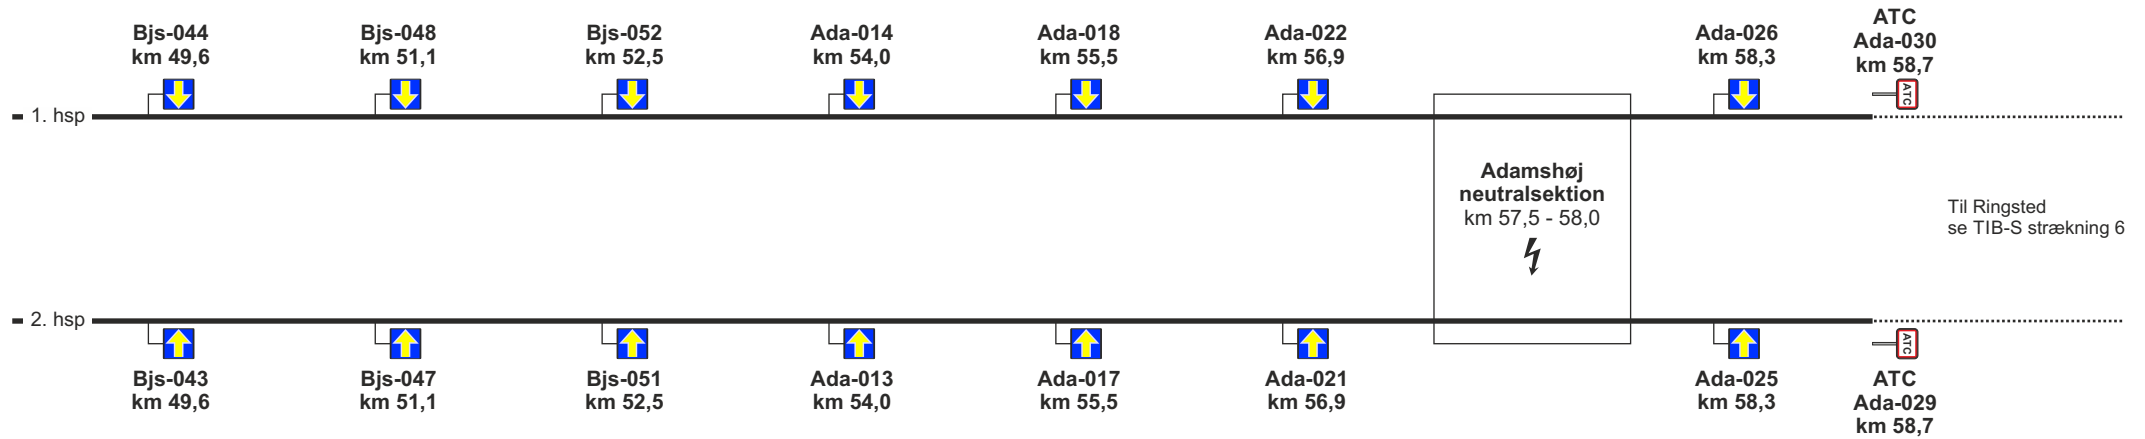 Bjs-044
km 49,6
Bjs-048
km 51,1
Bjs-052
km 52,5
Ada-014
km 54,0
Ada-018
km 55,5
Ada-022
km 56,9
Ada-026
km 58,3
ATC
Ada-030
km 58,7
ATC
1. hsp
Adamshøj
neutralsektion
km 57,5 - 58,0
Til Ringsted
se TIB-S strækning 6
2. hsp
ATC
Bjs-043
km 49,6
Bjs-047
km 51,1
Bjs-051
km 52,5
Ada-013
km 54,0
Ada-017
km 55,5
Ada-021
km 56,9
Ada-025
km 58,3
ATC
Ada-029
km 58,7